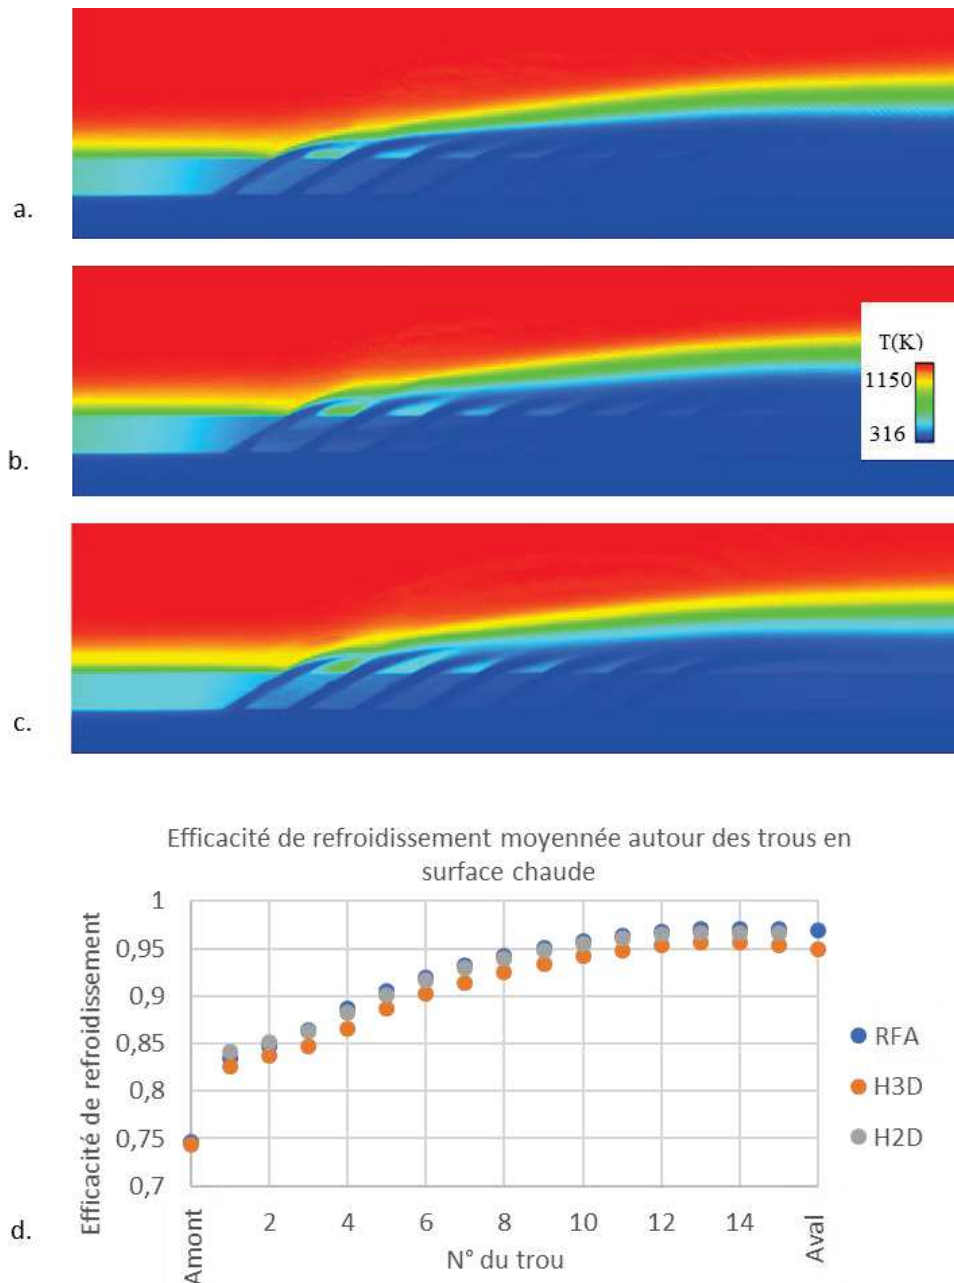 a.
T(K)
1150
316
b.
c.
Efficacité de refroidissement moyennée autour des trous en
surface chaude
Efficacité de refroidissement
1
0,95
0,9
0,85
0,8
0,75
0,7
RFA
H3D
H2D
Amont
2
4
6
8
10
12
14
Aval
N° du trou
d.